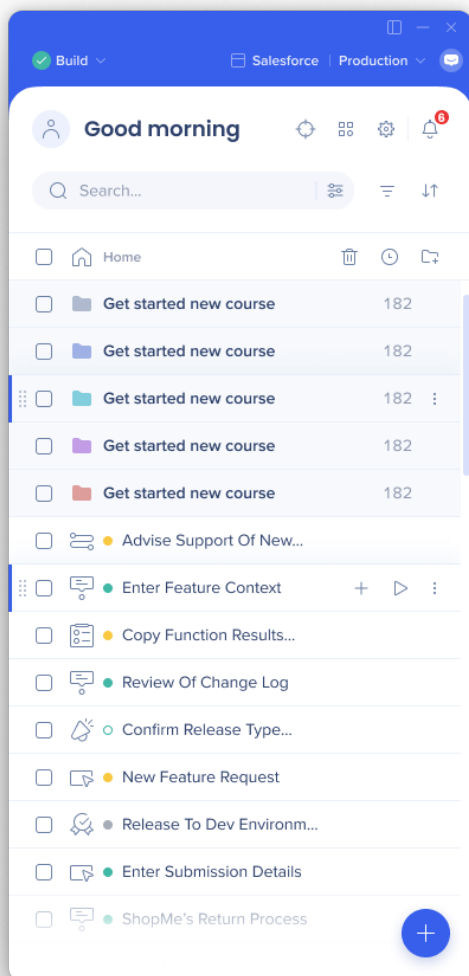 Build
Salesforce
Production
Good morning
6
Search...
Home
Get started new course 182
Get started new course 182
Get started new course 182
Get started new course 182
Get started new course 182
Advise Support Of New...
Enter Feature Context
Copy Function Results...
Review Of Change Log
Confirm Release Type...
New Feature Request
Release To Dev Environm...
Enter Submission Details
ShopMe's Return Process